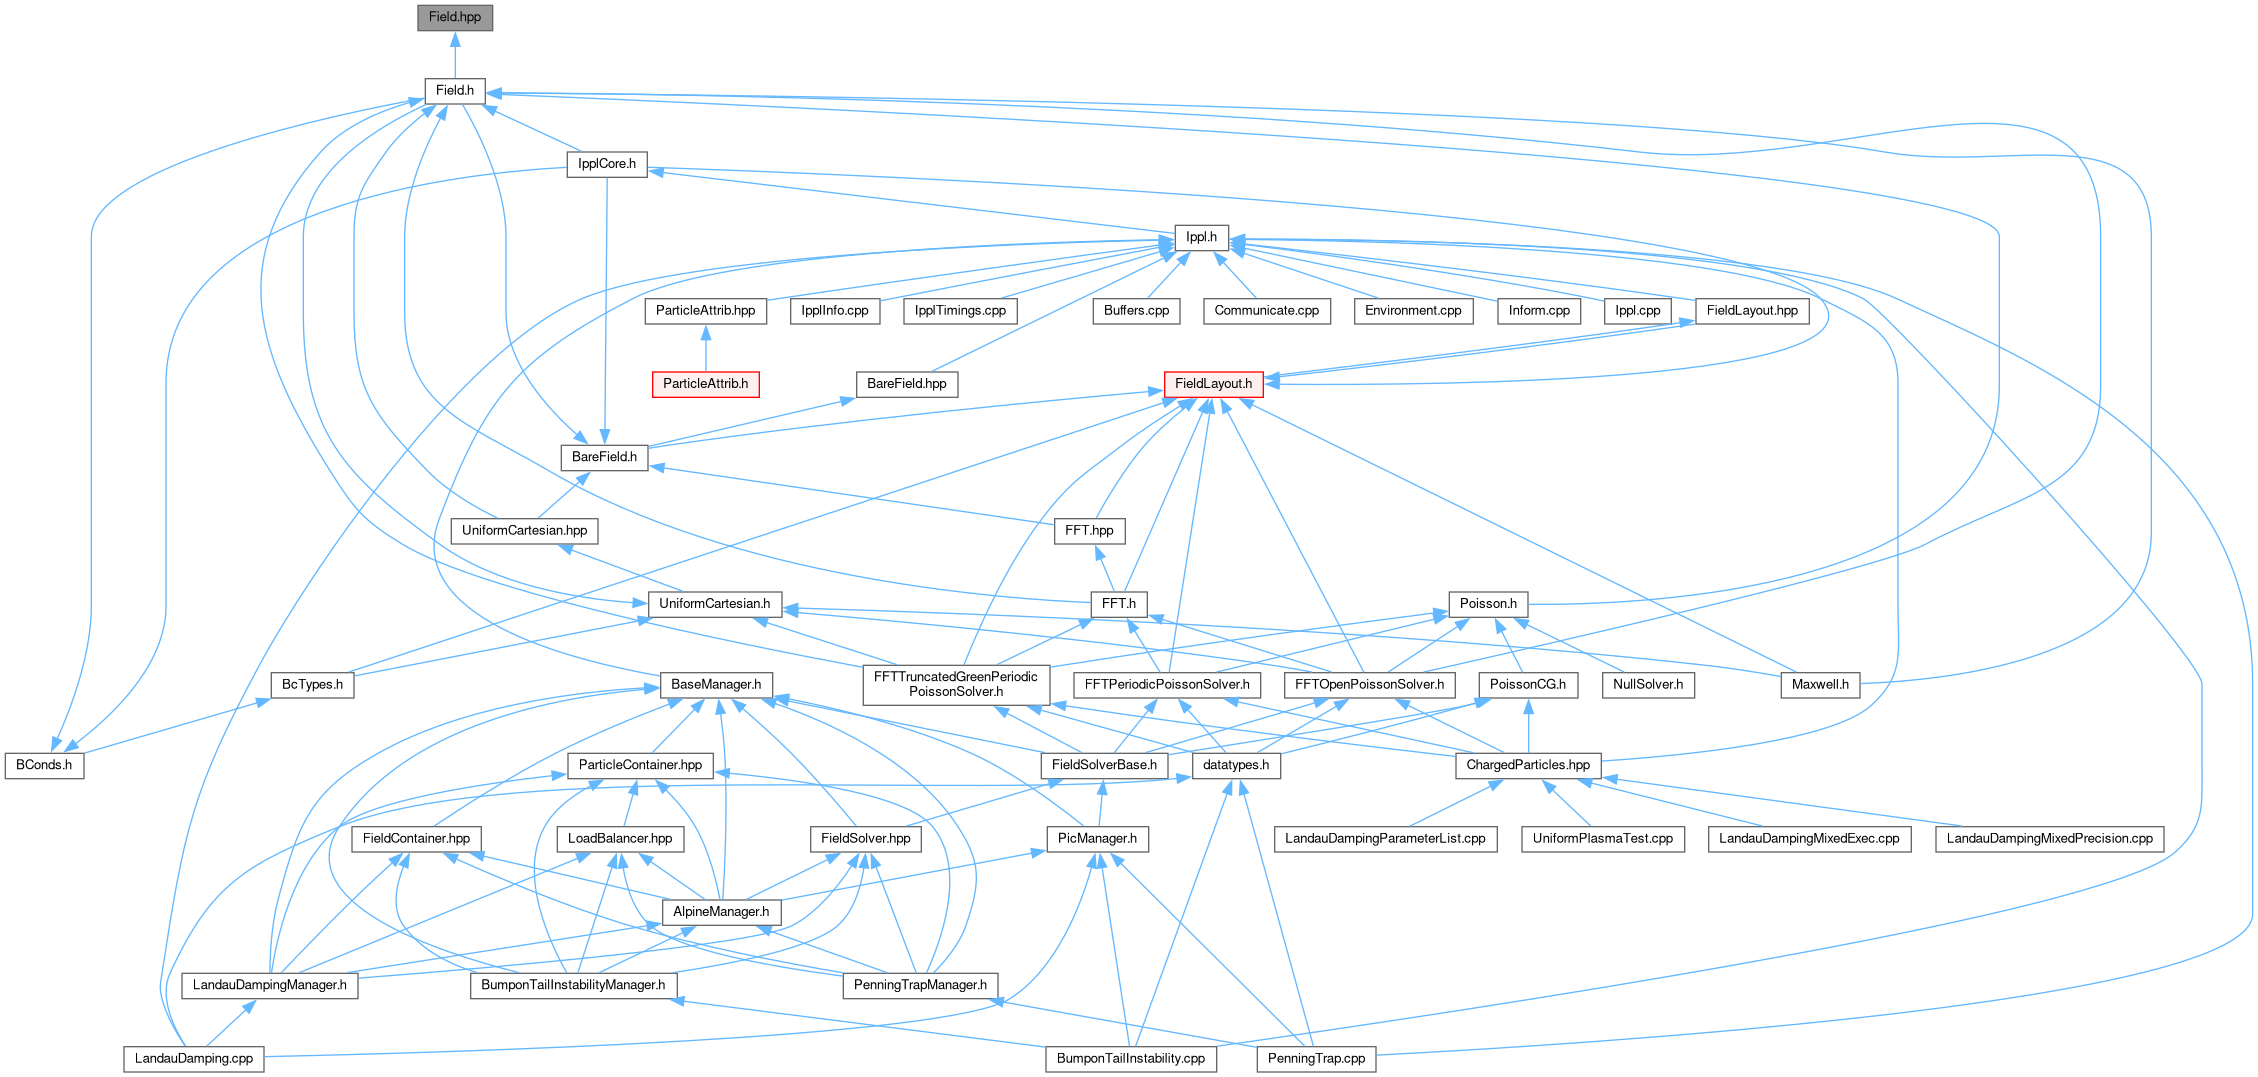 Field.hpp
Field.h
IpplCore.h
Ippl.h
ParticleAttrib.hpp
IpplInfo.cpp
IpplTimings.cpp
Buffers.cpp
Communicate.cpp
Environment.cpp
Inform.cpp
Ippl.cpp
FieldLayout.hpp
ParticleAttrib.h
BareField.hpp
FieldLayout.h
BareField.h
UniformCartesian.hpp
FFT.hpp
UniformCartesian.h
FFT.h
Poisson.h
BcTypes.h
BaseManager.h
FFTTruncatedGreenPeriodic
PoissonSolver.h
FFTPeriodicPoissonSolver.h
FFTOpenPoissonSolver.h
PoissonCG.h
NullSolver.h
Maxwell.h
BConds.h
ParticleContainer.hpp
FieldSolverBase.h
datatypes.h
ChargedParticles.hpp
FieldContainer.hpp
LoadBalancer.hpp
FieldSolver.hpp
PicManager.h
LandauDampingParameterList.cpp
UniformPlasmaTest.cpp
LandauDampingMixedExec.cpp
LandauDampingMixedPrecision.cpp
AlpineManager.h
LandauDampingManager.h
BumponTailInstabilityManager.h
PenningTrapManager.h
LandauDamping.cpp
BumponTailInstability.cpp
PenningTrap.cpp